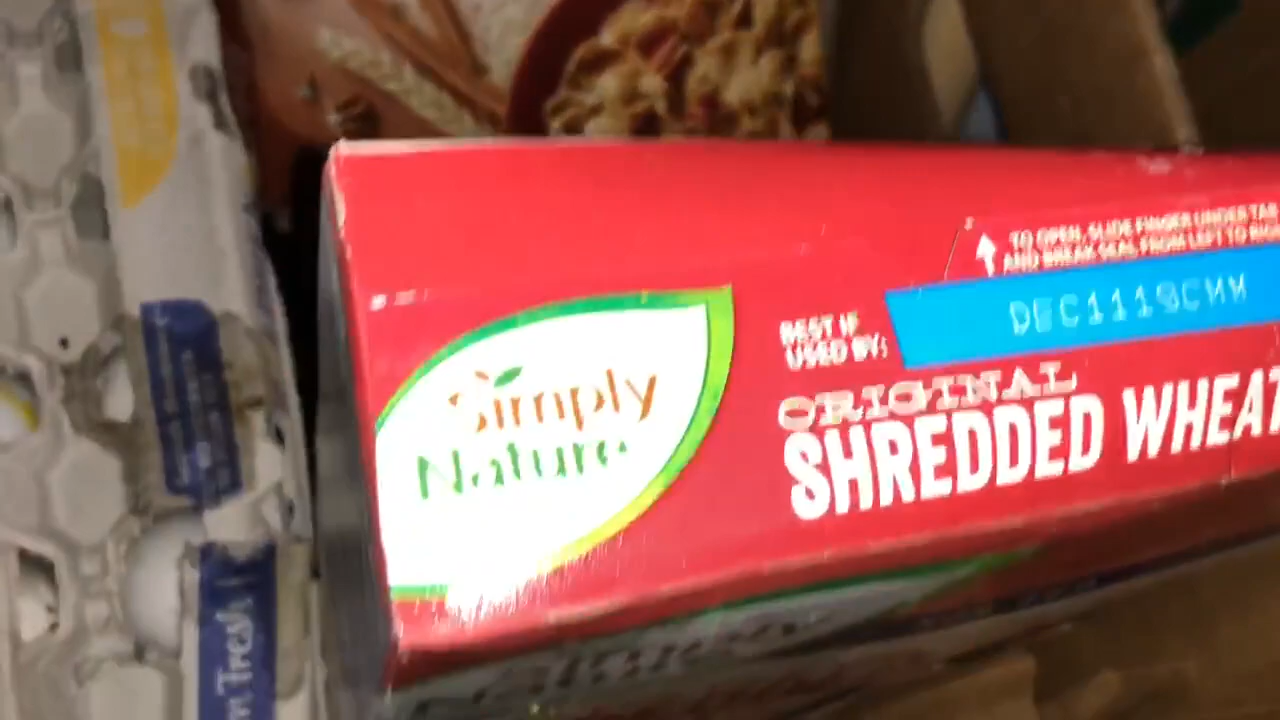 TO OPEN, SLIDE FINGER UNDER TAB
AND BREAK SEAL FROM LEFT TO
BEST IF
USED BY:
DEC1119CMM
ORIGINAL
SHREDDED WHEAT
Simply
Nature